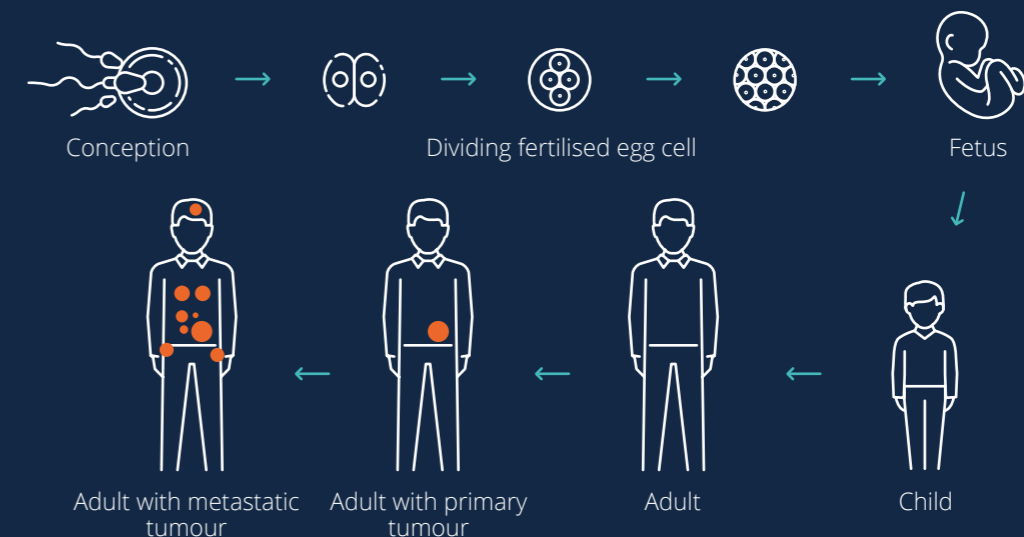 Conception
Dividing fertilised egg cell
Fetus
Adult with metastatic
tumour
Adult with primary
tumour
Adult
Child